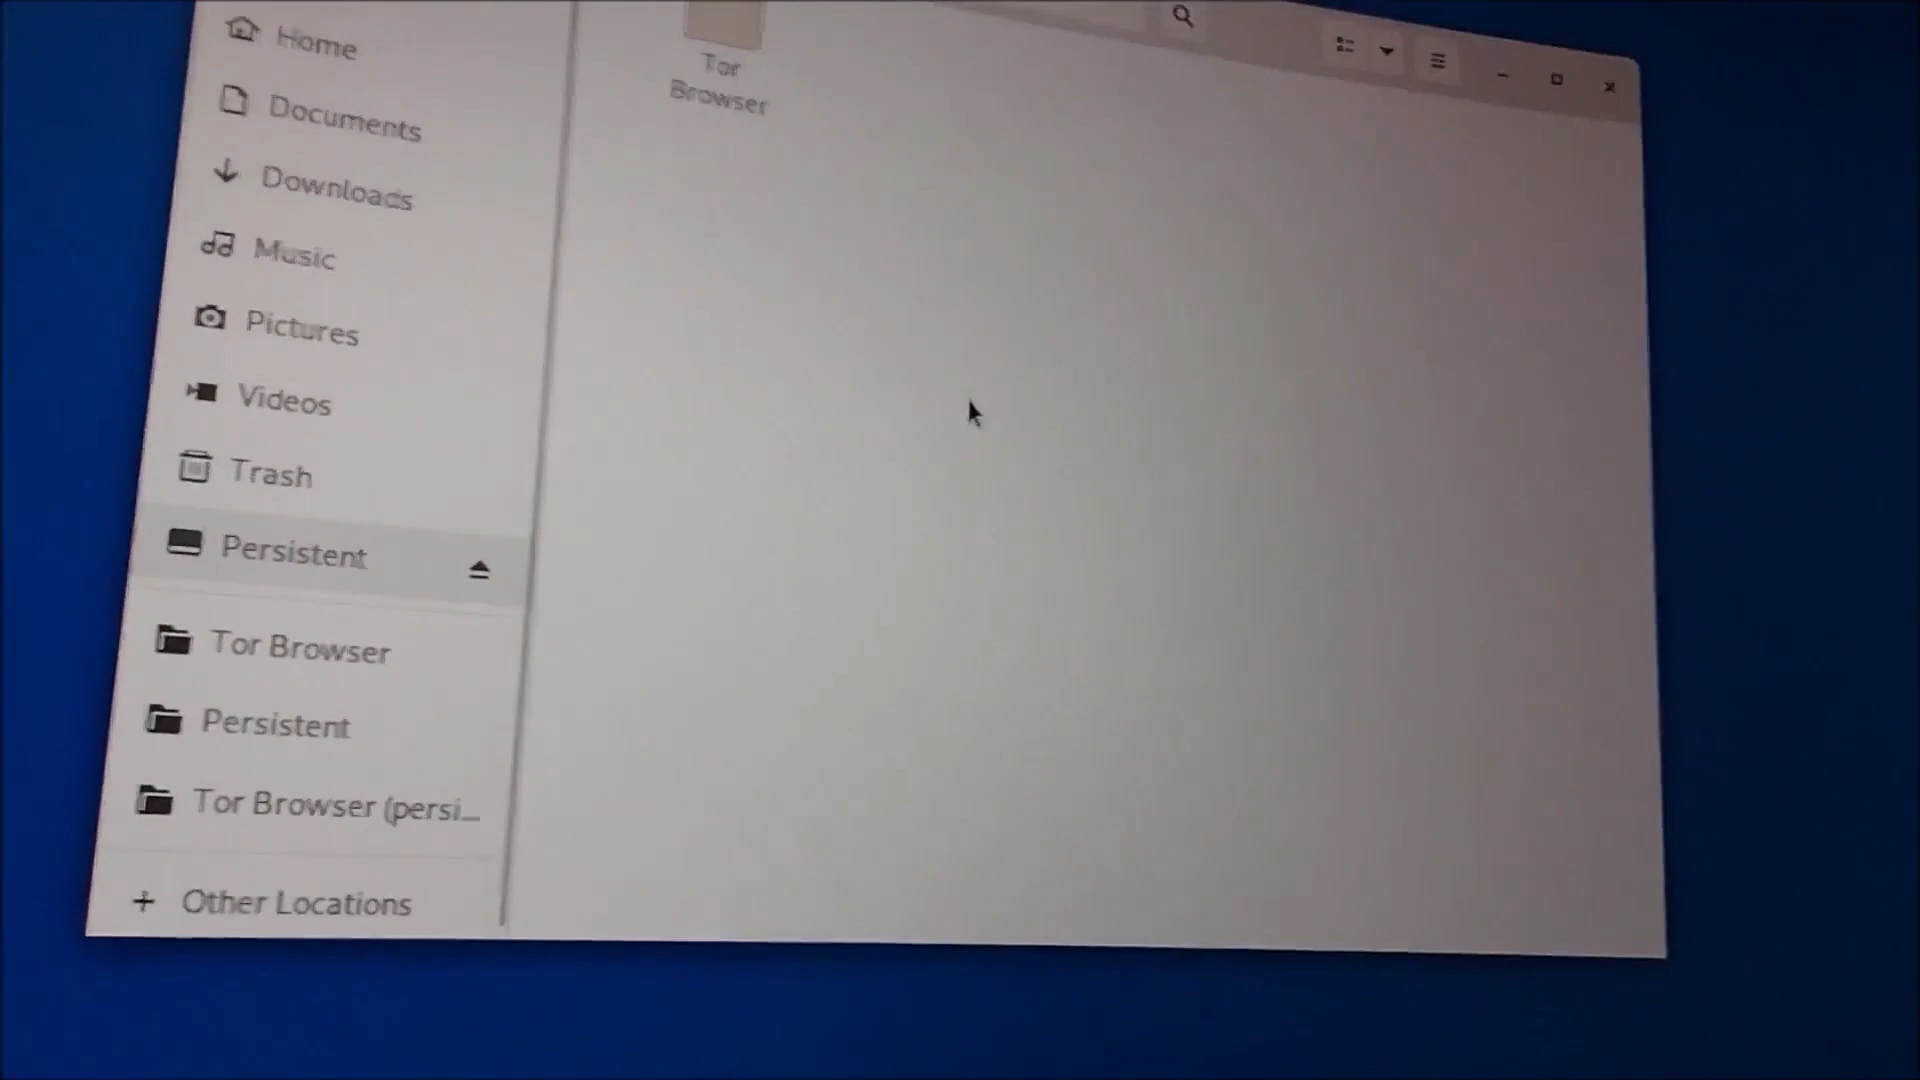 Home
Documents
Downloads
Music
Pictures
Videos
Trash
Persistent
Tor Browser
Persistent
Tor Browser (persi...
Other Locations
Tor
Browser